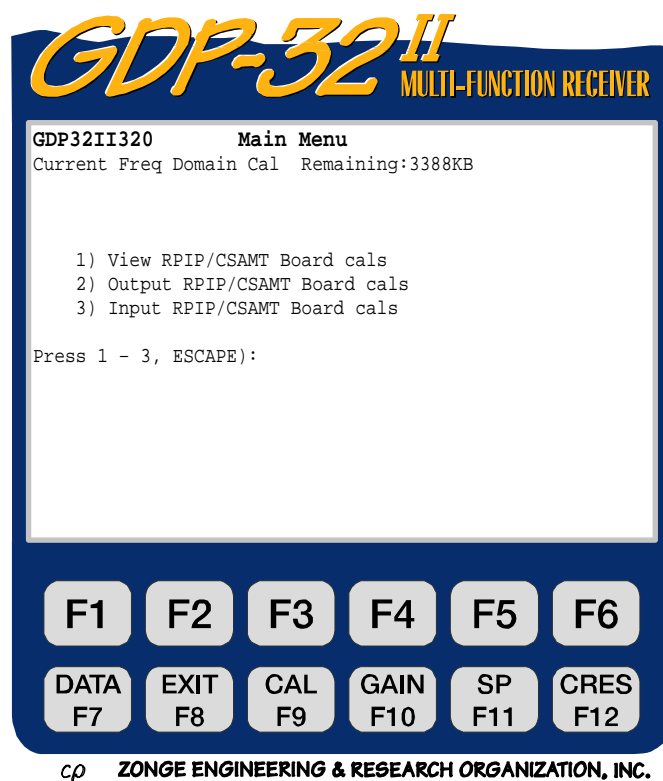 GDP-32 II
MULTI-FUNCTION RECEIVER
GDP32II320 Main Menu
Current Freq Domain Cal Remaining:3388KB
1) View RPIP/CSAMT Board cals
2) Output RPIP/CSAMT Board cals
3) Input RPIP/CSAMT Board cals
Press 1 – 3, ESCAPE):
F1 F2 F3 F4 F5 F6
DATA EXIT CAL GAIN SP CRES
F7 F8 F9 F10 F11 F12
cρ ZONGE ENGINEERING & RESEARCH ORGANIZATION, INC.